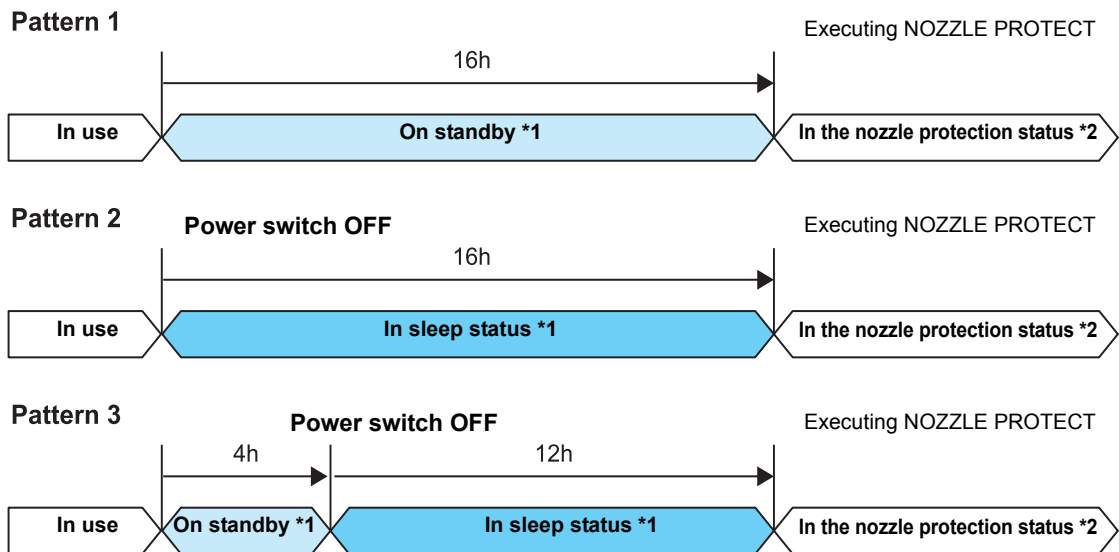 Pattern 1
Executing NOZZLE PROTECT
16h
In use
On standby *1
In the nozzle protection status *2
Pattern 2
Power switch OFF
Executing NOZZLE PROTECT
16h
In use
In sleep status *1
In the nozzle protection status *2
Pattern 3
Power switch OFF
Executing NOZZLE PROTECT
4h
12h
In use
On standby *1
In sleep status *1
In the nozzle protection status *2